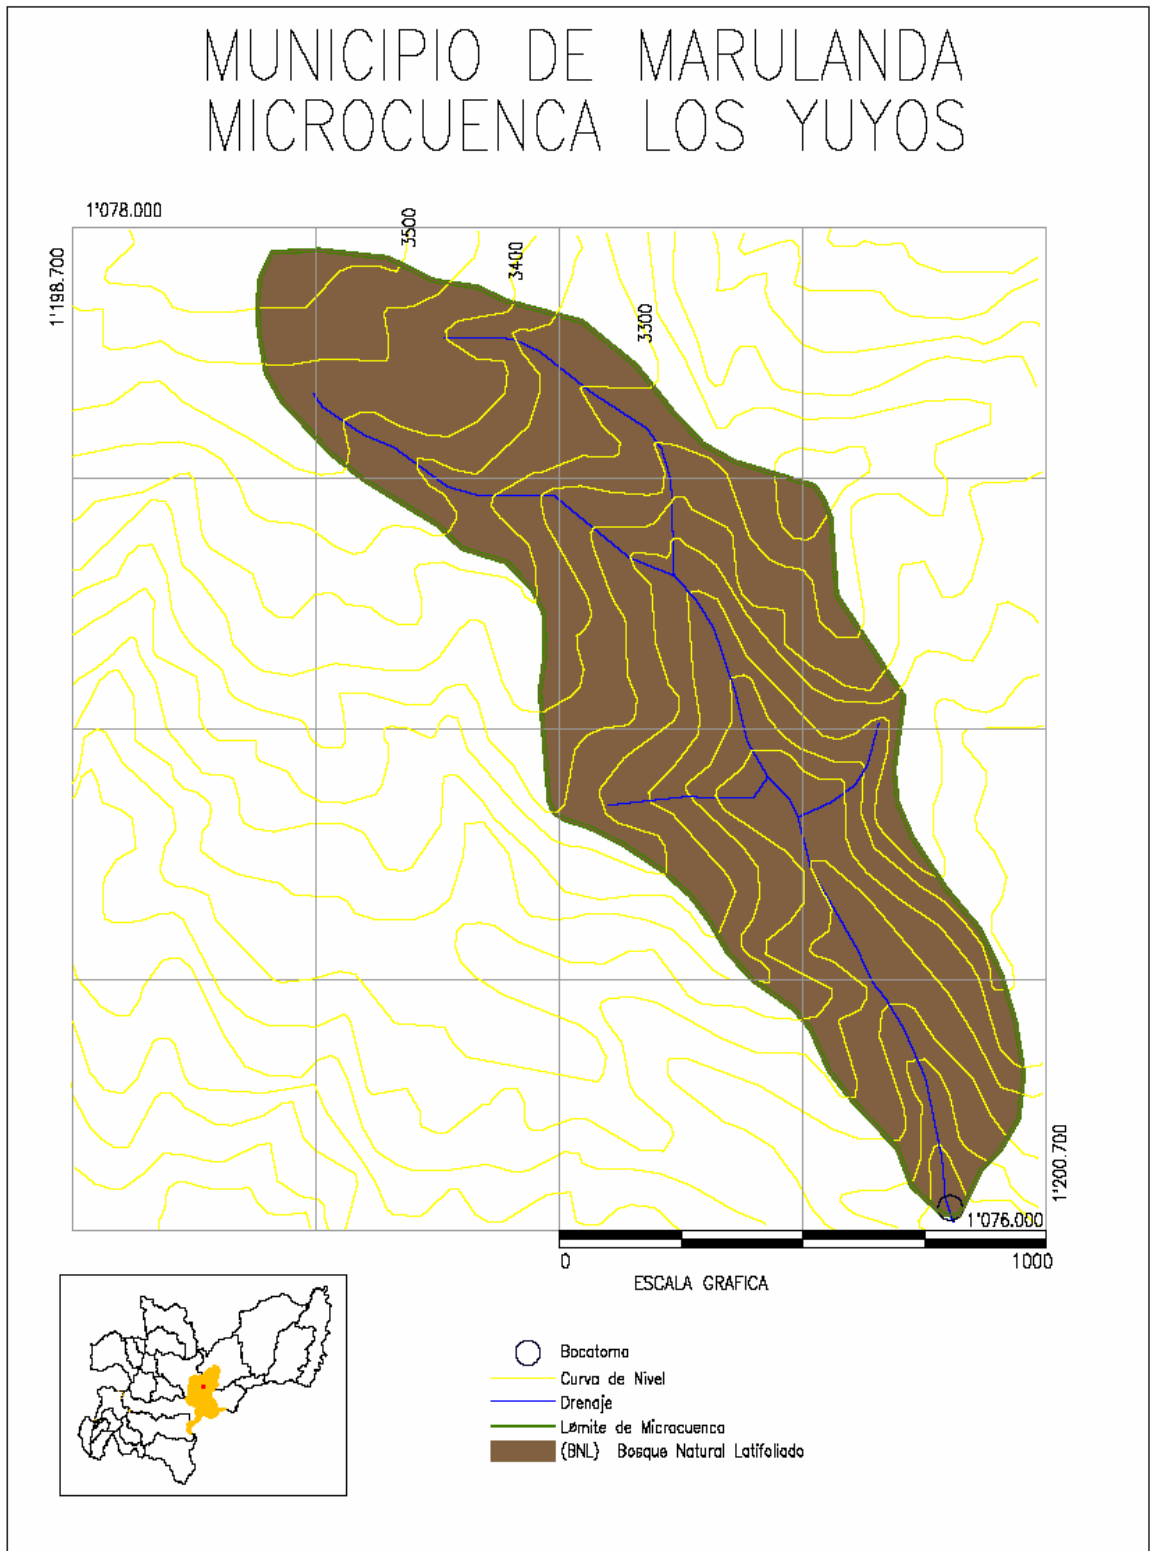 MUNICIPIO DE MARULANDA
MICROCUENCA LOS YUYOS
1'078.000
1'198.700
3500
3400
3300
1'200.700
1'076.000
0
1000
ESCALA GRAFICA
Bocatoma
Curva de Nivel
Drenaje
Lømite de Microcuenca
(BNL) Bosque Natural Latifoliado